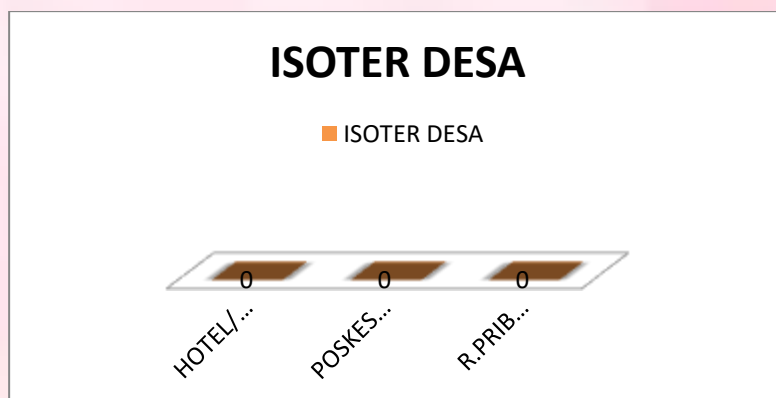 ISOTER DESA
ISOTER DESA
0 0 0
HOTEL/... POSKES... R.PRIB...